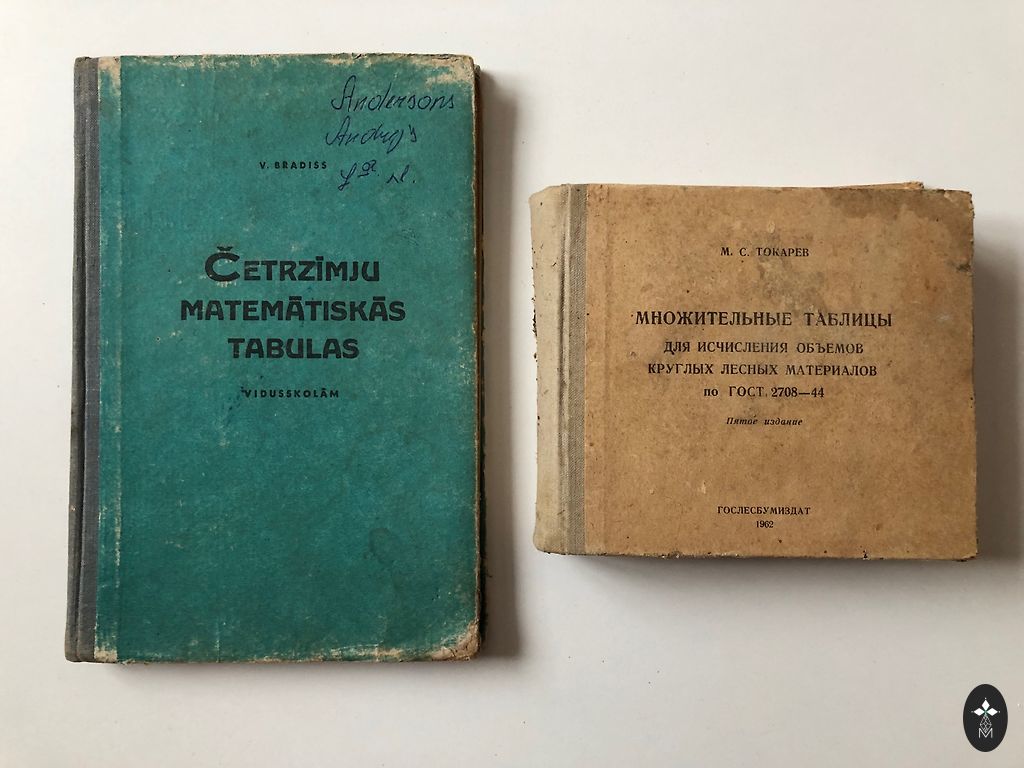 Andersons
V. BRADISS
ČETRZĪMJU
MATEMĀTISKĀS
TABULAS
VIDUSSKOLĀM
М. С. ТОКАРЕВ
МНОЖИТЕЛЬНЫЕ ТАБЛИЦЫ
ДЛЯ ИСЧИСЛЕНИЯ ОБЪЕМОВ
КРУГЛЫХ ЛЕСНЫХ МАТЕРИАЛОВ
по ГОСТ 2708—44
Пятое издание
ГОСЛЕСБУМИЗДАТ
1962
M